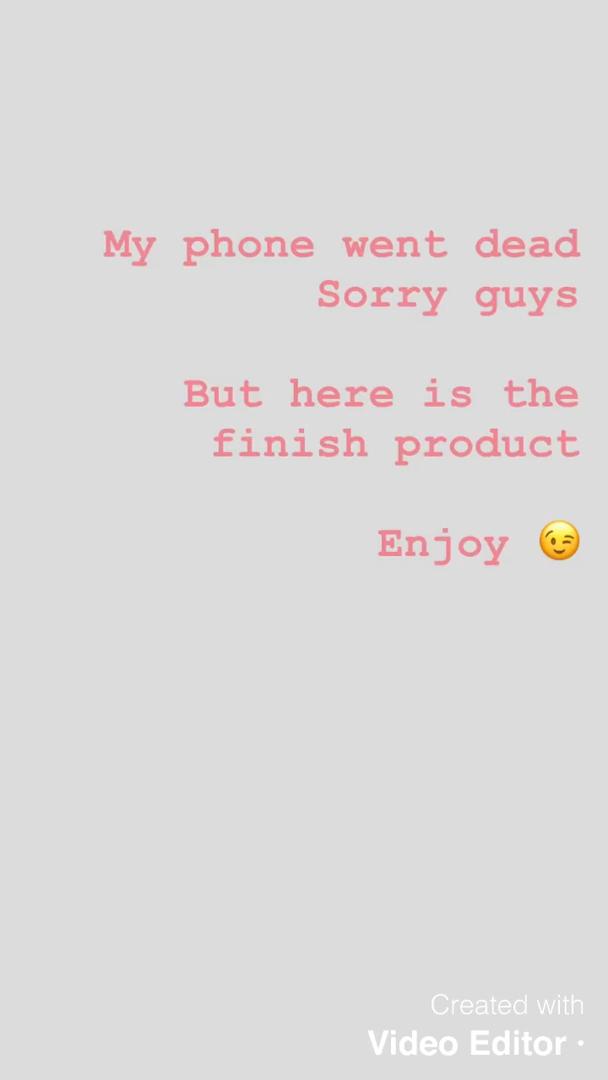 My phone went dead
Sorry guys
But here is the
finish product
Enjoy 😉
Created with
Video Editor •